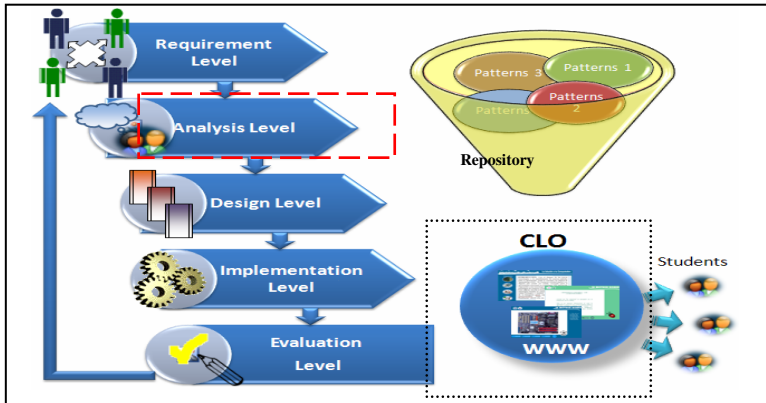 Requirement
Level
Analysis Level
Design Level
Implementation
Level
Evaluation
Level
Patterns 3
Patterns 1
Patterns
Patterns
2
Repository
CLO
WWW
Students